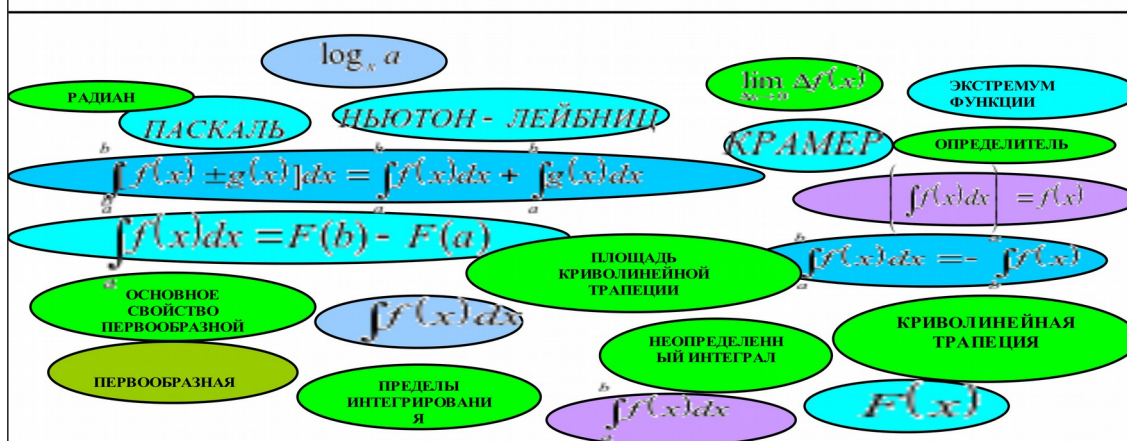 log_x a
РАДИАН
ПАСКАЛЬ
НЬЮТОН - ЛЕЙБНИЦ
lim Δf(x)
ЭКСТРЕМУМ
ФУНКЦИИ
КРАМЕР
ОПРЕДЕЛИТЕЛЬ
∫_a^b [f(x) ± g(x)]dx = ∫_a^b f(x)dx + ∫_a^b g(x)dx
(∫f(x)dx) = f(x)
∫_a^b f(x)dx = F(b) - F(a)
ПЛОЩАДЬ
КРИВОЛИНЕЙНОЙ
ТРАПЕЦИИ
∫_a^b f(x)dx = - ∫_b^a f(x)
ОСНОВНОЕ
СВОЙСТВО
ПЕРВООБРАЗНОЙ
∫f(x)dx
НЕОПРЕДЕЛЕНН
ЫЙ ИНТЕГРАЛ
КРИВОЛИНЕЙНАЯ
ТРАПЕЦИЯ
ПЕРВООБРАЗНАЯ
ПРЕДЕЛЫ
ИНТЕГРИРОВАНИ
Я
∫_a^b f(x)dx
F(x)